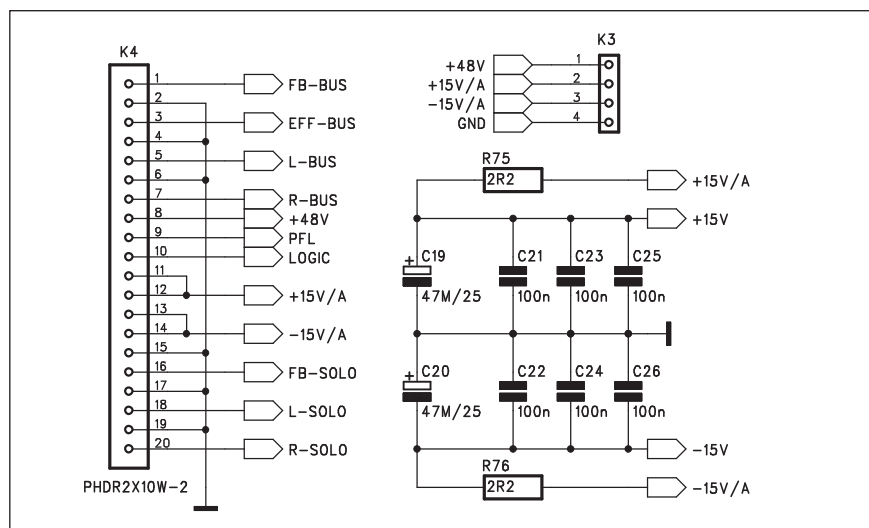 K4
1 FB-BUS
2
3 EFF-BUS
4
5 L-BUS
6
7 R-BUS
8 +48V
9 PFL
10 LOGIC
11
12 +15V/A
13
14 -15V/A
15
16 FB-SOLO
17
18 L-SOLO
19
20 R-SOLO
PHDR2X10W-2
K3
+48V 1
+15V/A 2
-15V/A 3
GND 4
R75
2R2
+15V/A
+15V
C19 C21 C23 C25
47M/25 100n 100n 100n
C20 C22 C24 C26
47M/25 100n 100n 100n
-15V
R76
2R2
-15V/A